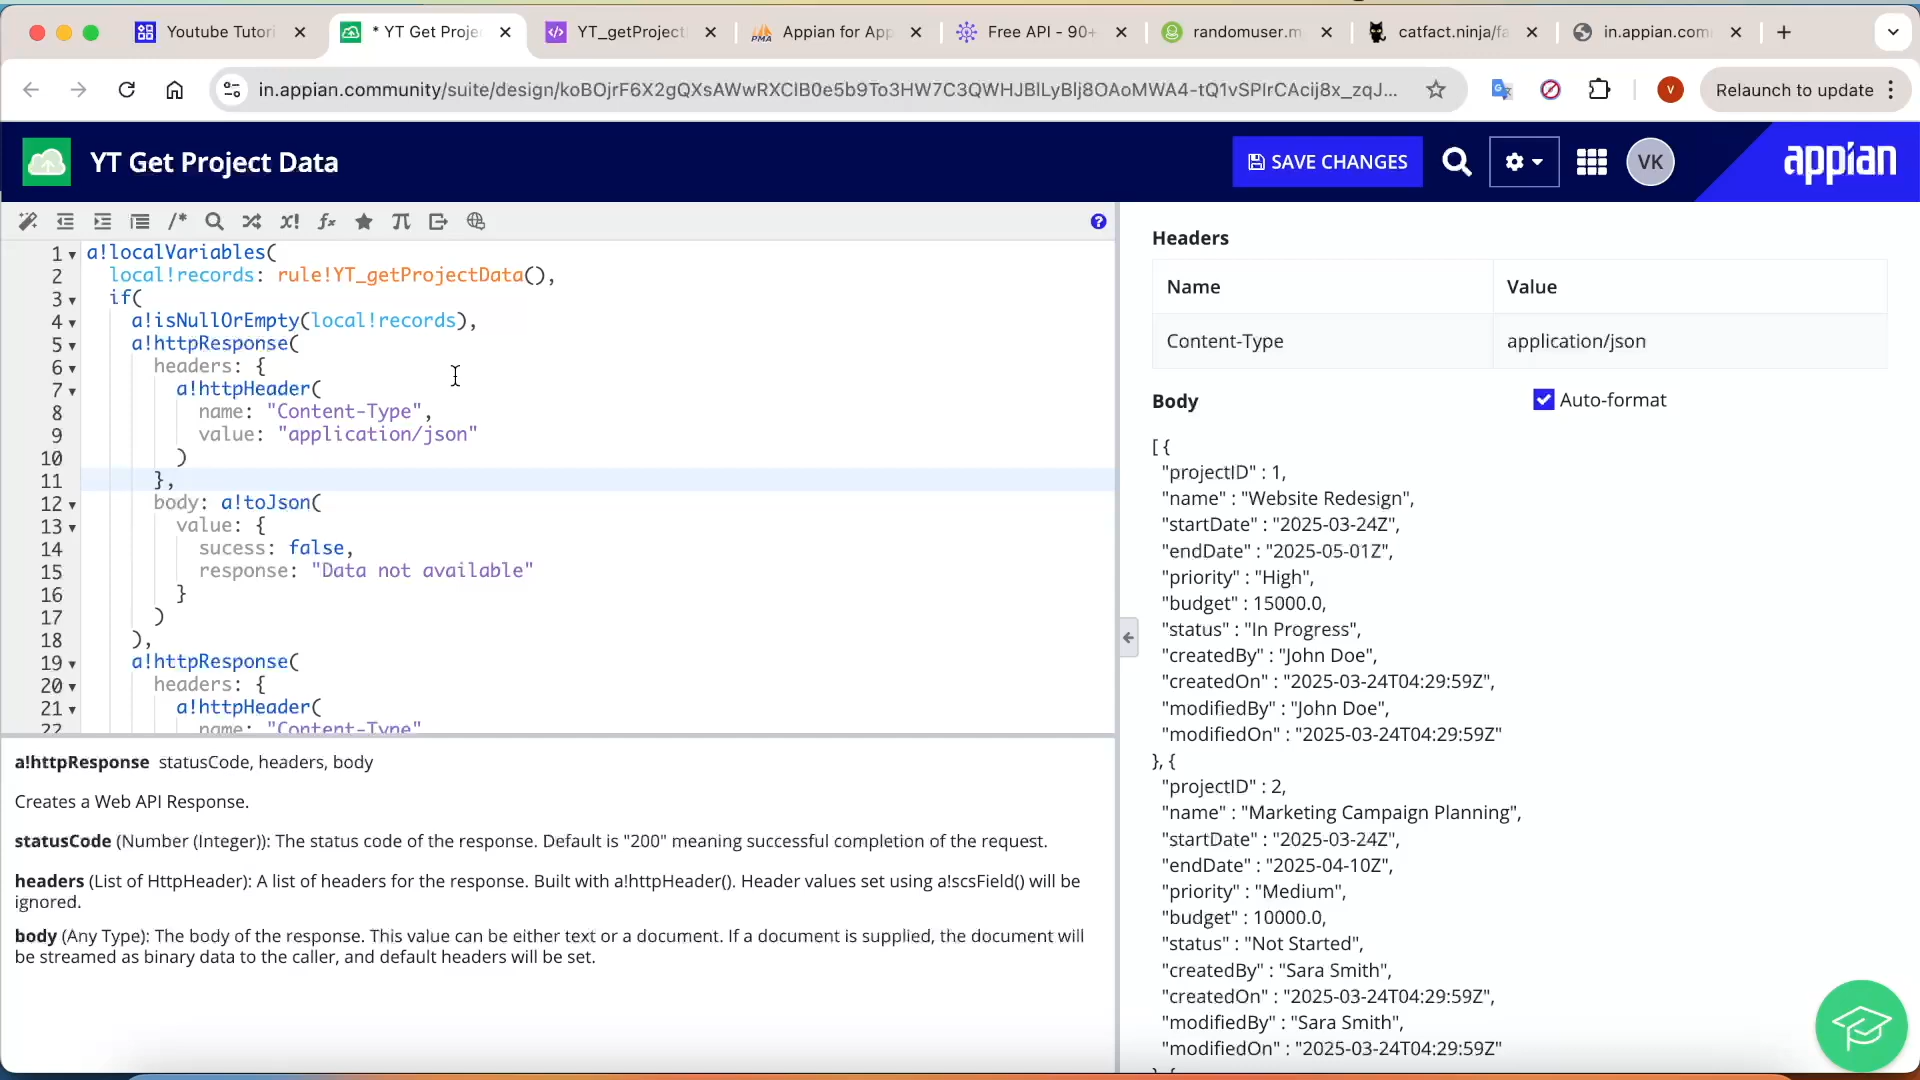 Youtube Tutori
* YT Get Proje
YT_getProject
Appian for App
Free API - 90+
randomuser.m
catfact.ninja/fa
in.appian.com
in.appian.community/suite/design/koBOjrF6X2gQXsAWwRXCIB0e5b9To3HW7C3QWHJBlLyBlj8OAoMWA4-tQ1vSPlrCAcij8x_zqJ...
V
Relaunch to update
YT Get Project Data
SAVE CHANGES
VK
appian
1 a!localVariables(
2 local!records: rule!YT_getProjectData(),
3 if(
4 a!isNullOrEmpty(local!records),
5 a!httpResponse(
6 headers: {
7 a!httpHeader(
8 name: "Content-Type",
9 value: "application/json"
10 )
11 },
12 body: a!toJson(
13 value: {
14 sucess: false,
15 response: "Data not available"
16 }
17 )
18 ),
19 a!httpResponse(
20 headers: {
21 a!httpHeader(
22 name: "Content-Type"
a!httpResponse statusCode, headers, body
Creates a Web API Response.
statusCode (Number (Integer)): The status code of the response. Default is "200" meaning successful completion of the request.
headers (List of HttpHeader): A list of headers for the response. Built with a!httpHeader(). Header values set using a!scsField() will be
ignored.
body (Any Type): The body of the response. This value can be either text or a document. If a document is supplied, the document will
be streamed as binary data to the caller, and default headers will be set.
Headers
Name Value
Content-Type application/json
Body Auto-format
[ {
"projectID" : 1,
"name" : "Website Redesign",
"startDate" : "2025-03-24Z",
"endDate" : "2025-05-01Z",
"priority" : "High",
"budget" : 15000.0,
"status" : "In Progress",
"createdBy" : "John Doe",
"createdOn" : "2025-03-24T04:29:59Z",
"modifiedBy" : "John Doe",
"modifiedOn" : "2025-03-24T04:29:59Z"
}, {
"projectID" : 2,
"name" : "Marketing Campaign Planning",
"startDate" : "2025-03-24Z",
"endDate" : "2025-04-10Z",
"priority" : "Medium",
"budget" : 10000.0,
"status" : "Not Started",
"createdBy" : "Sara Smith",
"createdOn" : "2025-03-24T04:29:59Z",
"modifiedBy" : "Sara Smith",
"modifiedOn" : "2025-03-24T04:29:59Z"